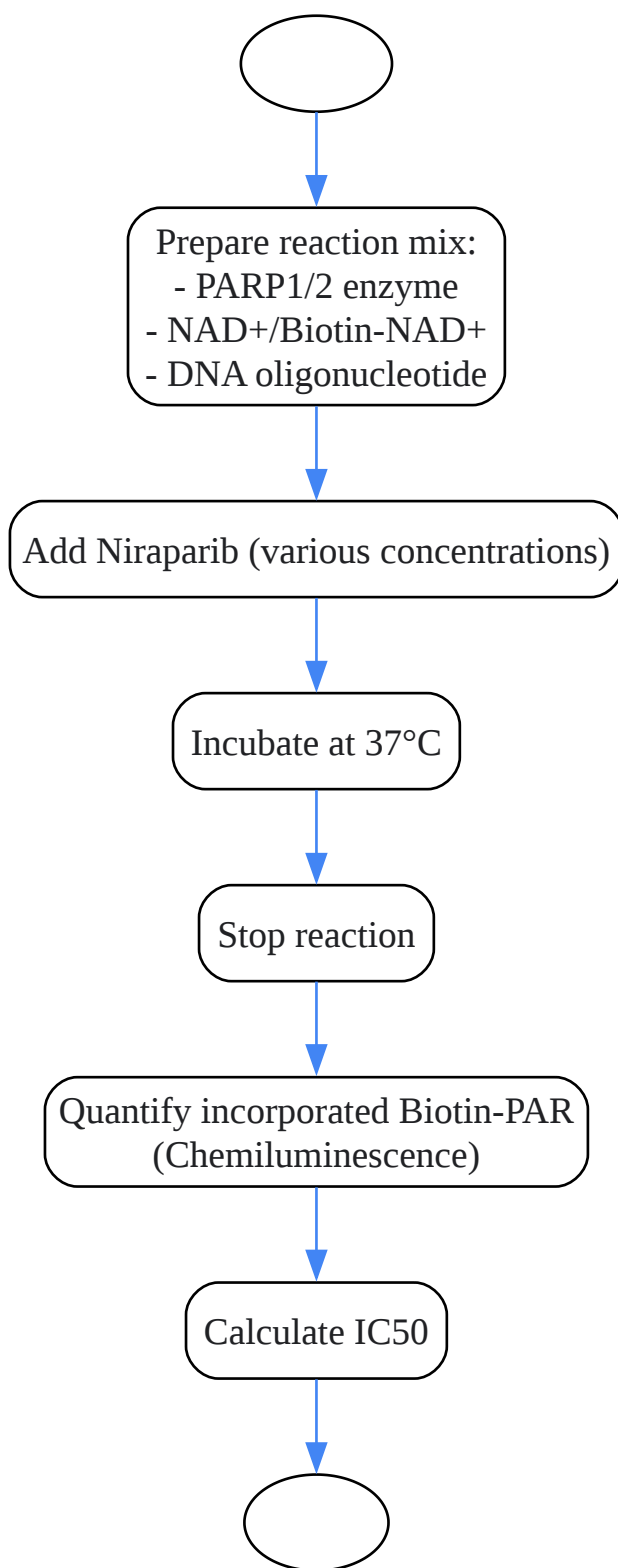 Prepare reaction mix:
- PARP1/2 enzyme
- NAD+/Biotin-NAD+
- DNA oligonucleotide
Add Niraparib (various concentrations)
Incubate at 37°C
Stop reaction
Quantify incorporated Biotin-PAR
(Chemiluminescence)
Calculate IC50